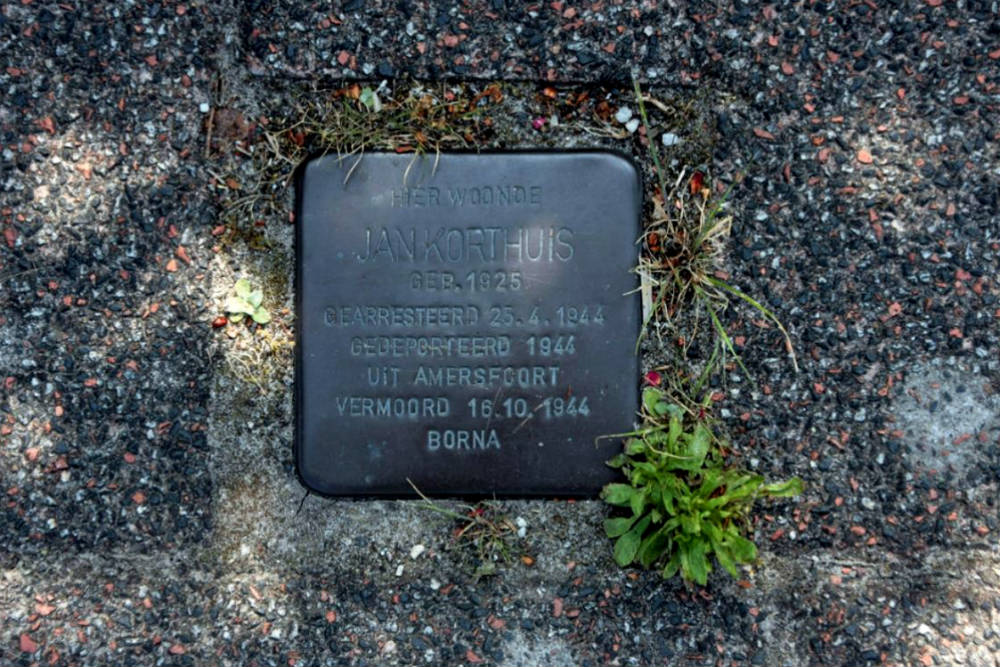 HIER WOONDE
JAN KORTHUIS
GEB. 1925
GEARRESTEERD 25.4.1944
GEDEPORTEERD 1944
UIT AMERSFOORT
VERMOORD 16.10.1944
BORNA